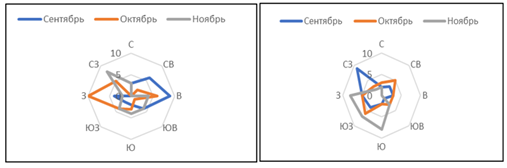 Сентябрь Октябрь Ноябрь
С
10
СЗ СВ
5
З 0 В
ЮЗ ЮВ
Ю
Сентябрь Октябрь Ноябрь
С
10
СЗ СВ
5
З 0 В
ЮЗ ЮВ
Ю